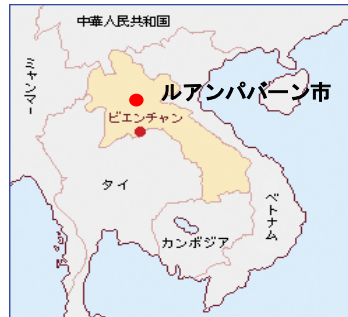 中華人民共和国
ミャンマー
ルアンパバーン市
ビエンチャン
タイ
ベトナム
カンボジア